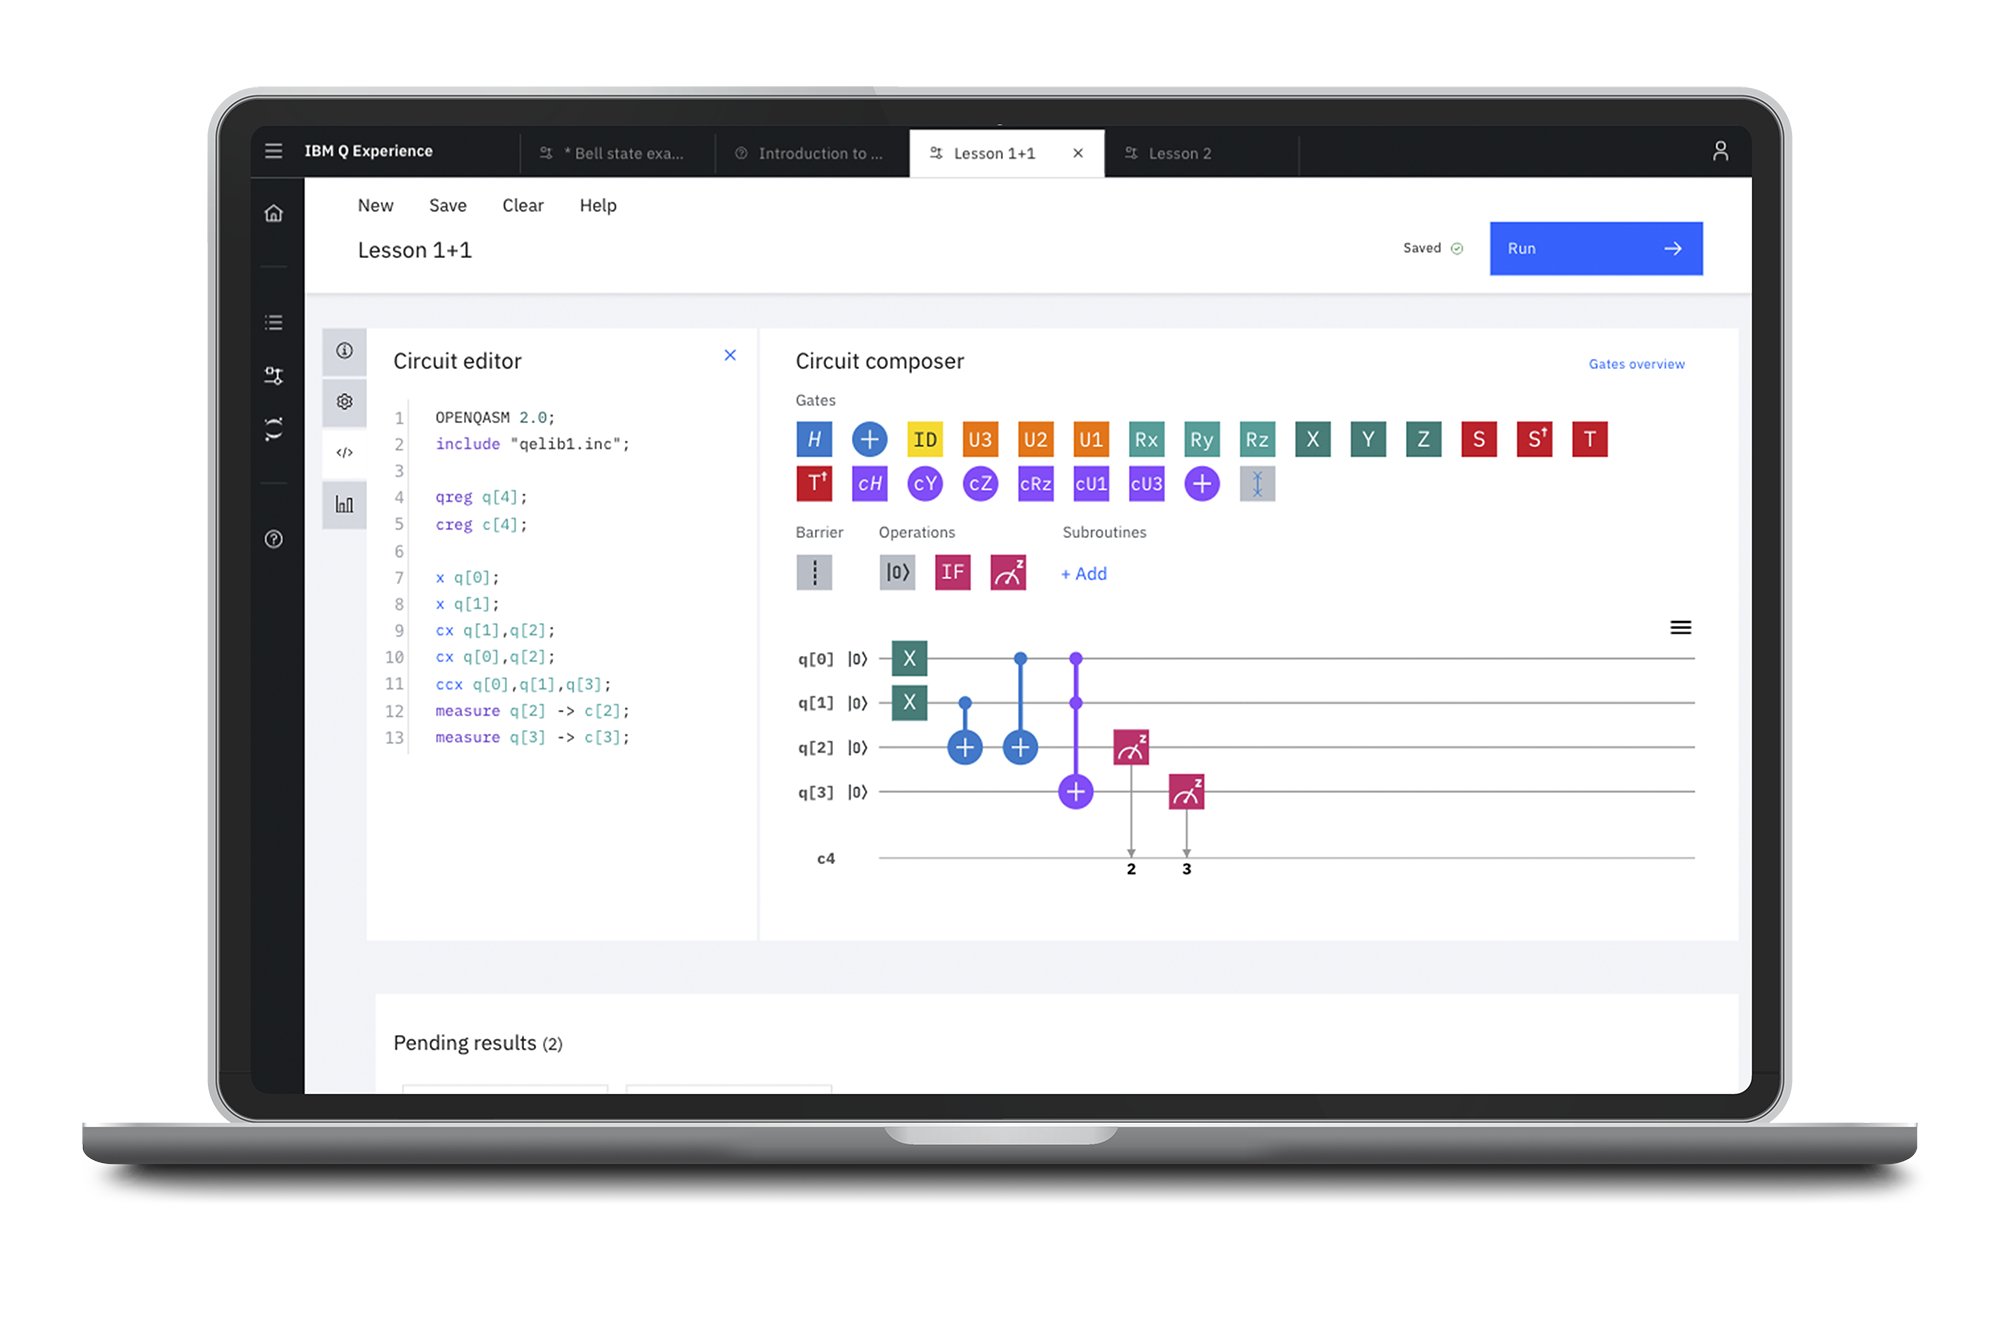 IBM Q Experience
* Bell state exa...
Introduction to ...
Lesson 1+1
Lesson 2
New Save Clear Help
Lesson 1+1
Saved
Run
Circuit editor
1 OPENQASM 2.0;
2 include "qelib1.inc";
3
4 qreg q[4];
5 creg c[4];
6
7 x q[0];
8 x q[1];
9 cx q[1],q[2];
10 cx q[0],q[2];
11 ccx q[0],q[1],q[3];
12 measure q[2] -> c[2];
13 measure q[3] -> c[3];
Circuit composer
Gates overview
Gates
H + ID U3 U2 U1 Rx Ry Rz X Y Z S S† T
T† cH cY cZ cRz cU1 cU3 +
Barrier Operations Subroutines
|0⟩ IF z + Add
q[0] |0⟩ X
q[1] |0⟩ X
q[2] |0⟩ + + z
q[3] |0⟩ + z
c4
2 3
Pending results (2)